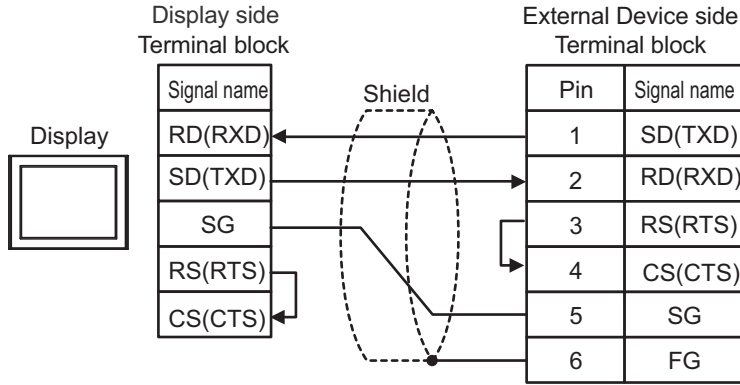 Display side
Terminal block
External Device side
Terminal block
Signal name
Shield
Pin
Signal name
Display
RD(RXD)
1
SD(TXD)
SD(TXD)
2
RD(RXD)
SG
3
RS(RTS)
RS(RTS)
4
CS(CTS)
CS(CTS)
5
SG
6
FG